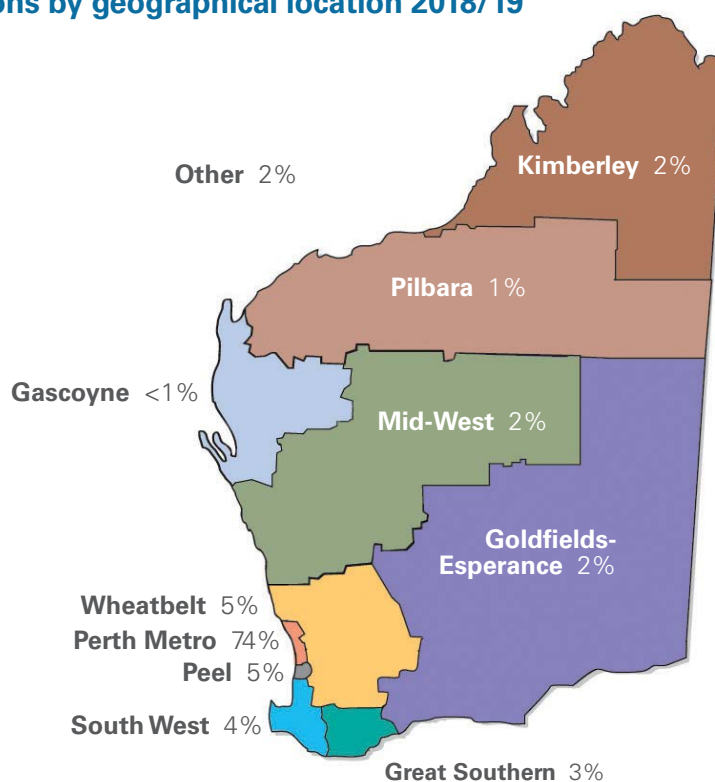 ons by geographical location 2018/19
Other 2%
Kimberley 2%
Pilbara 1%
Gascoyne <1%
Mid-West 2%
Goldfields-
Esperance 2%
Wheatbelt 5%
Perth Metro 74%
Peel 5%
South West 4%
Great Southern 3%